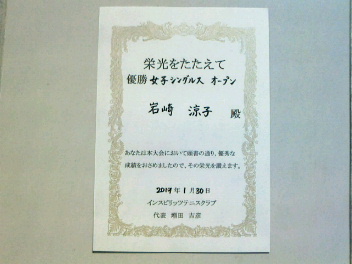 栄光をたたえて
優勝 女子シングルス オープン
岩崎 涼子 殿
あなたは本大会において頭書の通り、優秀な
成績をおさめましたので、その栄光を讃えます。
2019年1月30日
インスピリッツテニスクラブ
代表 増田 吉彦